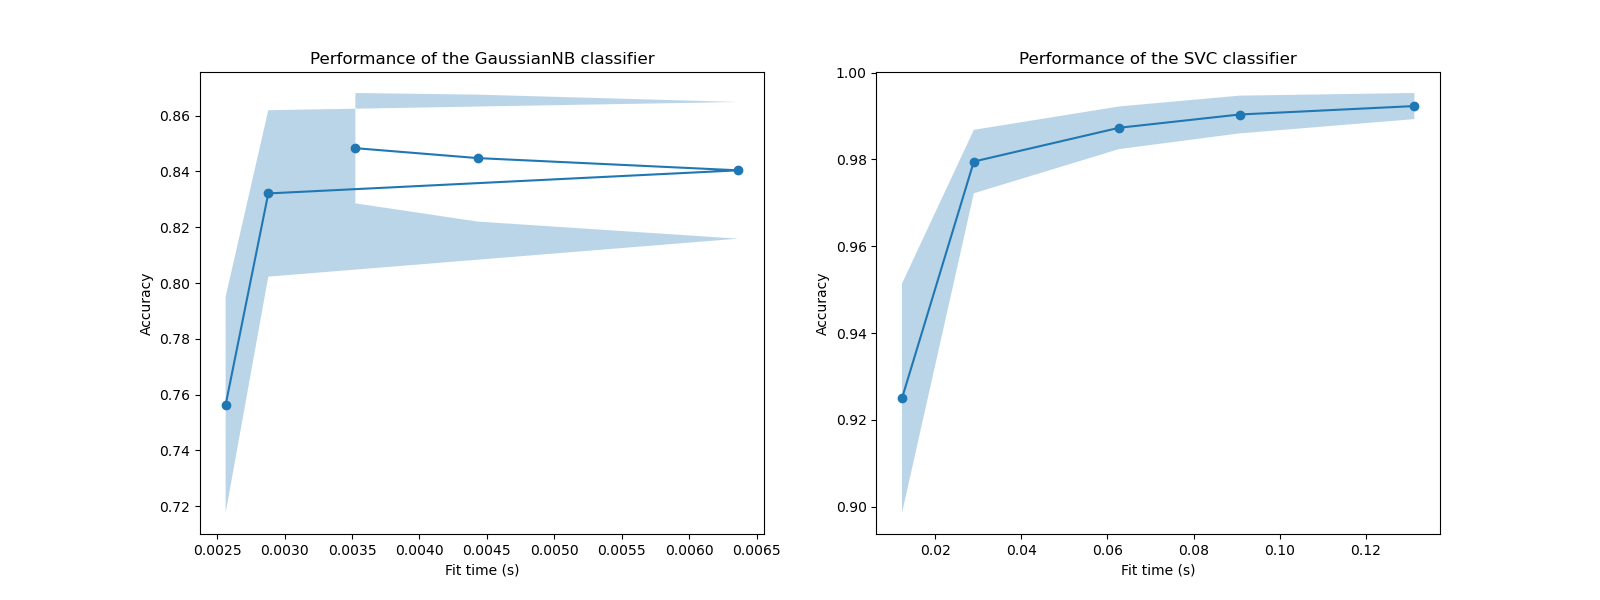 Performance of the GaussianNB classifier
Accuracy
0.86
0.84
0.82
0.80
0.78
0.76
0.74
0.72
0.0025 0.0030 0.0035 0.0040 0.0045 0.0050 0.0055 0.0060 0.0065
Fit time (s)
Performance of the SVC classifier
Accuracy
1.00
0.98
0.96
0.94
0.92
0.90
0.02 0.04 0.06 0.08 0.10 0.12
Fit time (s)